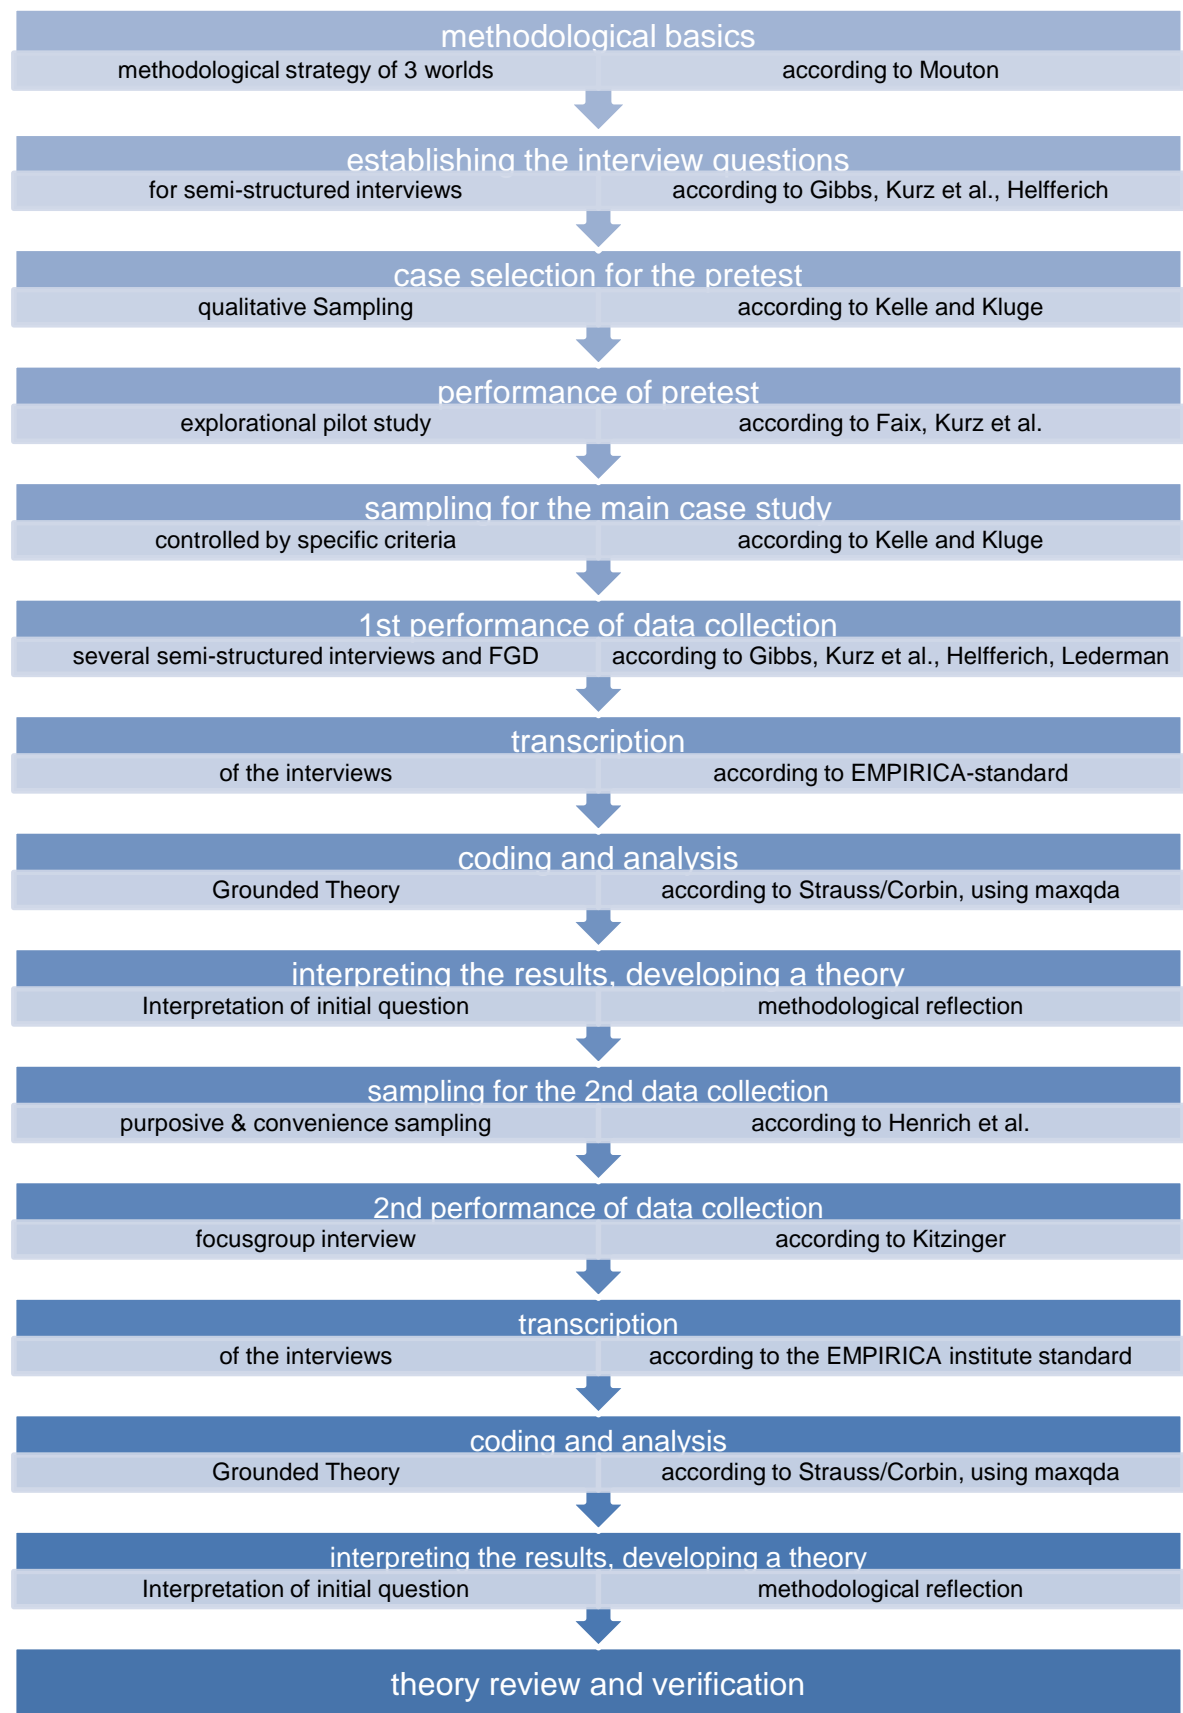 methodological basics
methodological strategy of 3 worlds according to Mouton
establishing the interview questions
for semi-structured interviews according to Gibbs, Kurz et al., Helfferich
case selection for the pretest
qualitative Sampling according to Kelle and Kluge
performance of pretest
explorational pilot study according to Faix, Kurz et al.
sampling for the main case study
controlled by specific criteria according to Kelle and Kluge
1st performance of data collection
several semi-structured interviews and FGD according to Gibbs, Kurz et al., Helfferich, Lederman
transcription
of the interviews according to EMPIRICA-standard
coding and analysis
Grounded Theory according to Strauss/Corbin, using maxqda
interpreting the results, developing a theory
Interpretation of initial question methodological reflection
sampling for the 2nd data collection
purposive & convenience sampling according to Henrich et al.
2nd performance of data collection
focusgroup interview according to Kitzinger
transcription
of the interviews according to the EMPIRICA institute standard
coding and analysis
Grounded Theory according to Strauss/Corbin, using maxqda
interpreting the results, developing a theory
Interpretation of initial question methodological reflection
theory review and verification